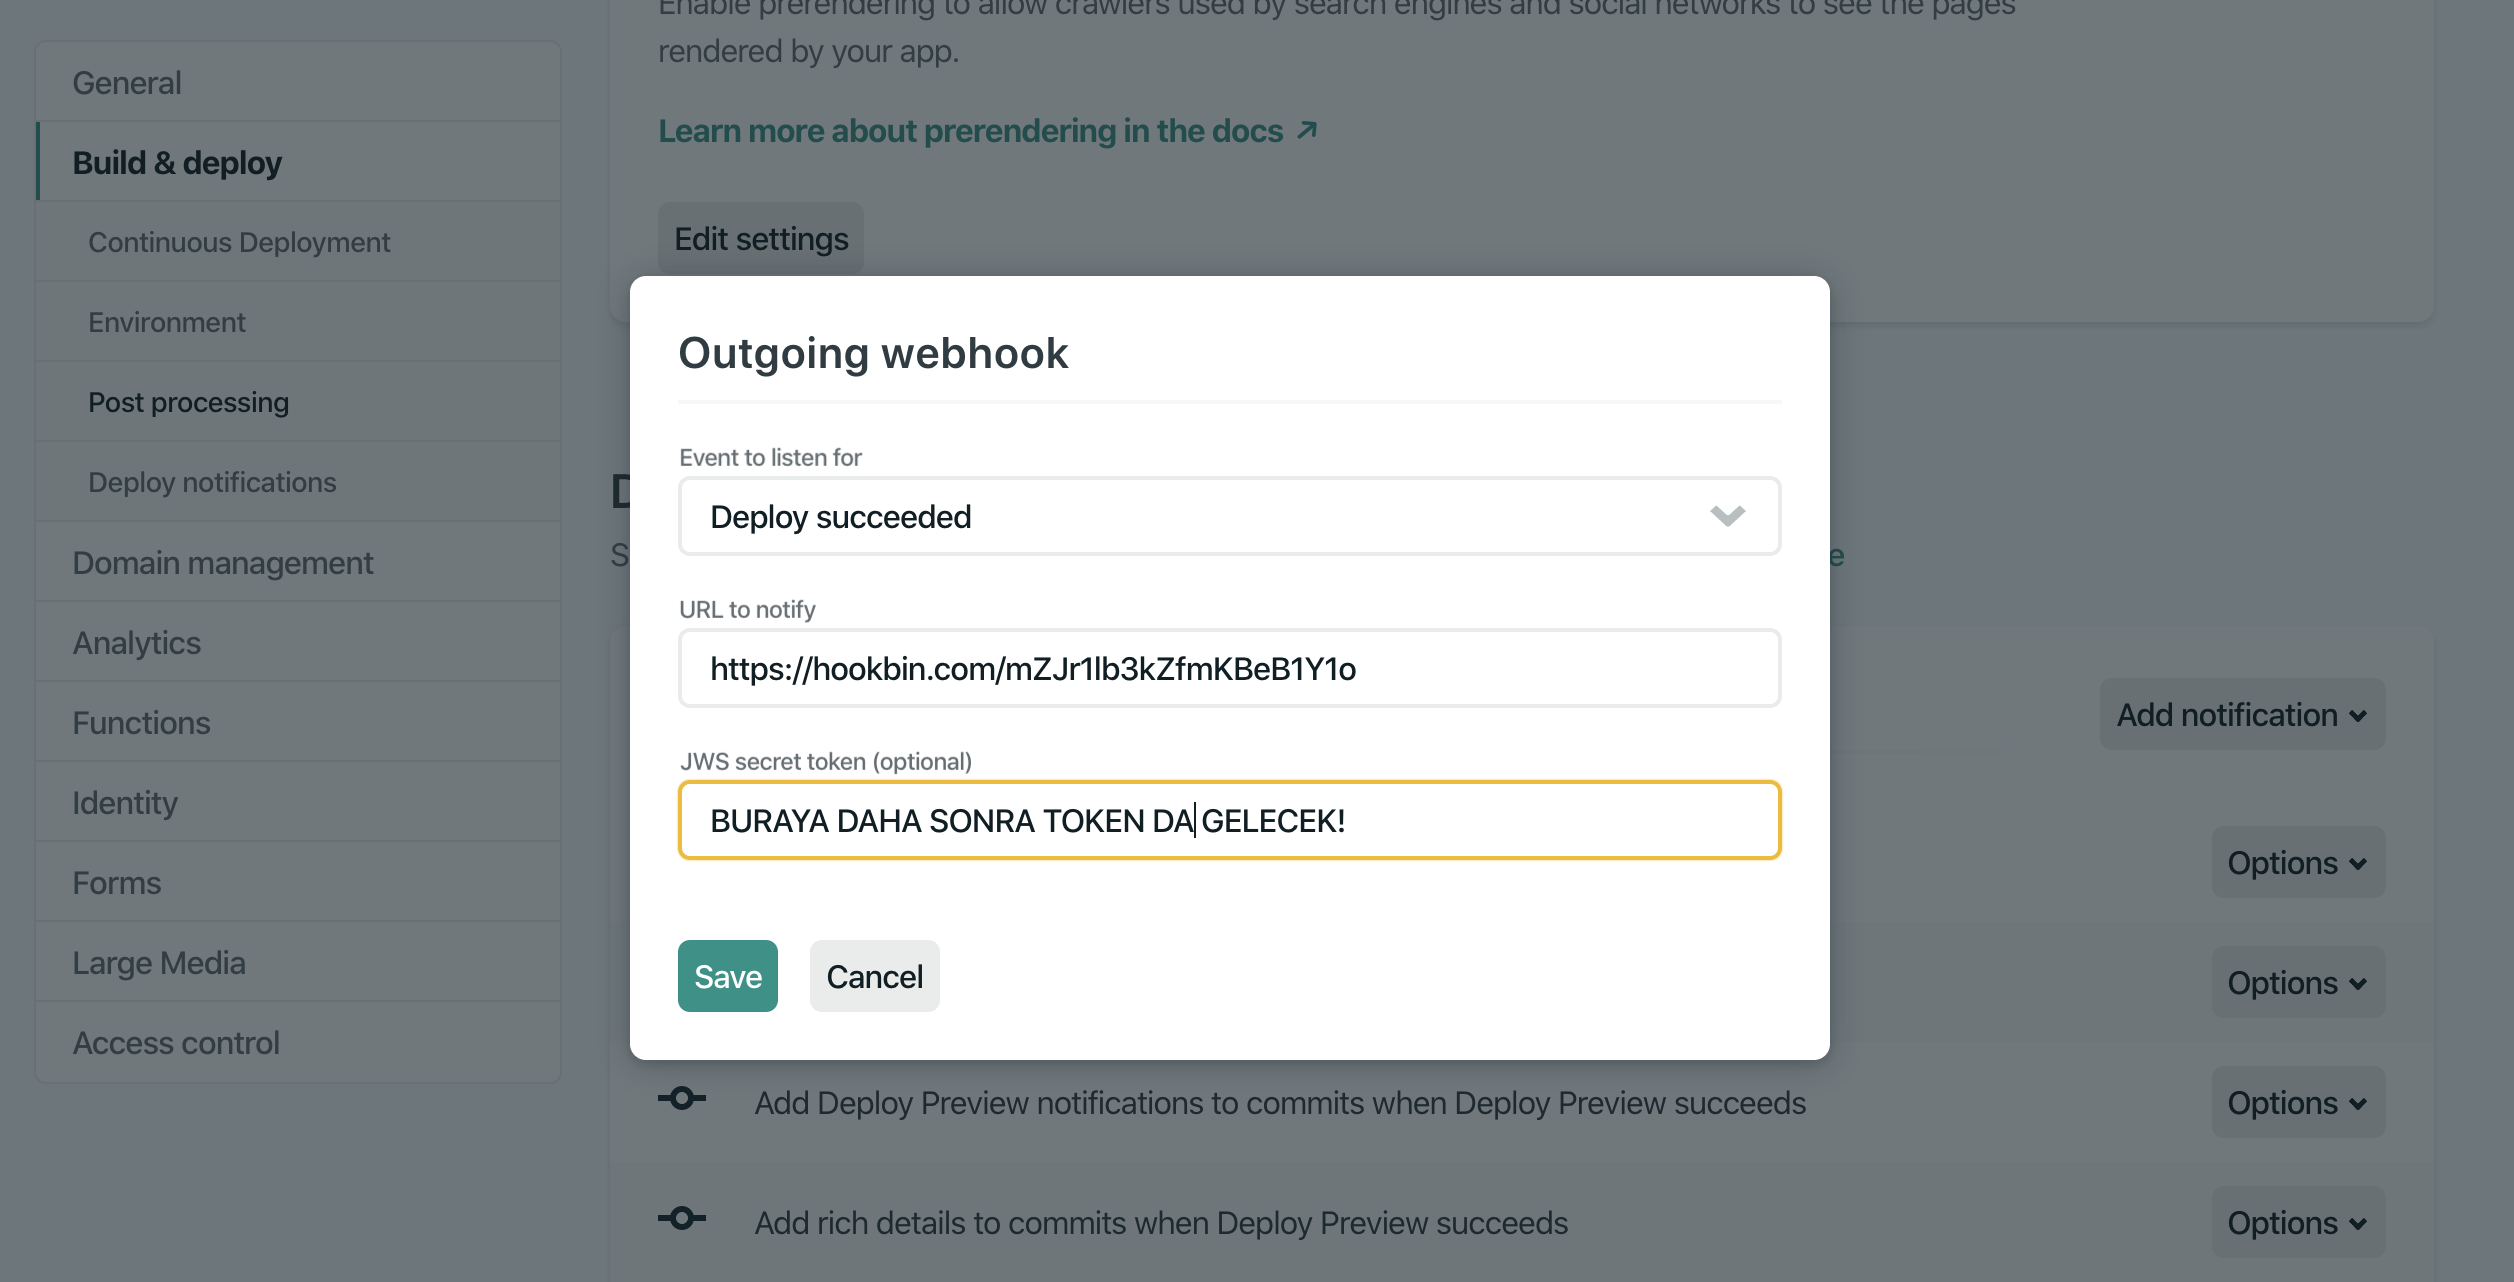 Enable prerendering to allow crawlers used by search engines and social networks to see the pages
rendered by your app.
Learn more about prerendering in the docs ↗
Edit settings
General
Build & deploy
Continuous Deployment
Environment
Post processing
Deploy notifications
Domain management
Analytics
Functions
Identity
Forms
Large Media
Access control
Outgoing webhook
Event to listen for
Deploy succeeded
URL to notify
https://hookbin.com/mZJr1lb3kZfmKBeB1Y1o
JWS secret token (optional)
BURAYA DAHA SONRA TOKEN DA GELECEK!
Save
Cancel
Add notification
Options
Options
Add Deploy Preview notifications to commits when Deploy Preview succeeds
Options
Add rich details to commits when Deploy Preview succeeds
Options